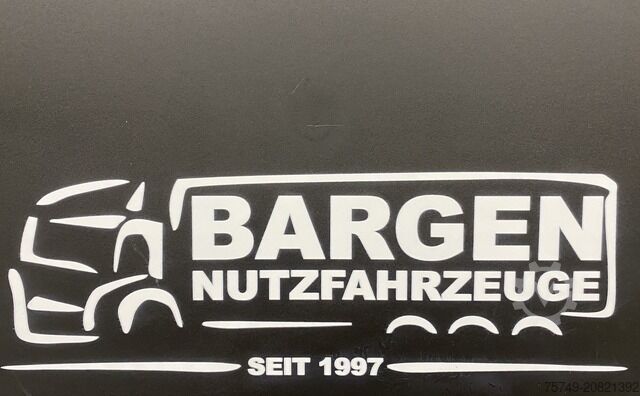 BARGEN
NUTZFAHRZEUGE
SEIT 1997
75749-20821392